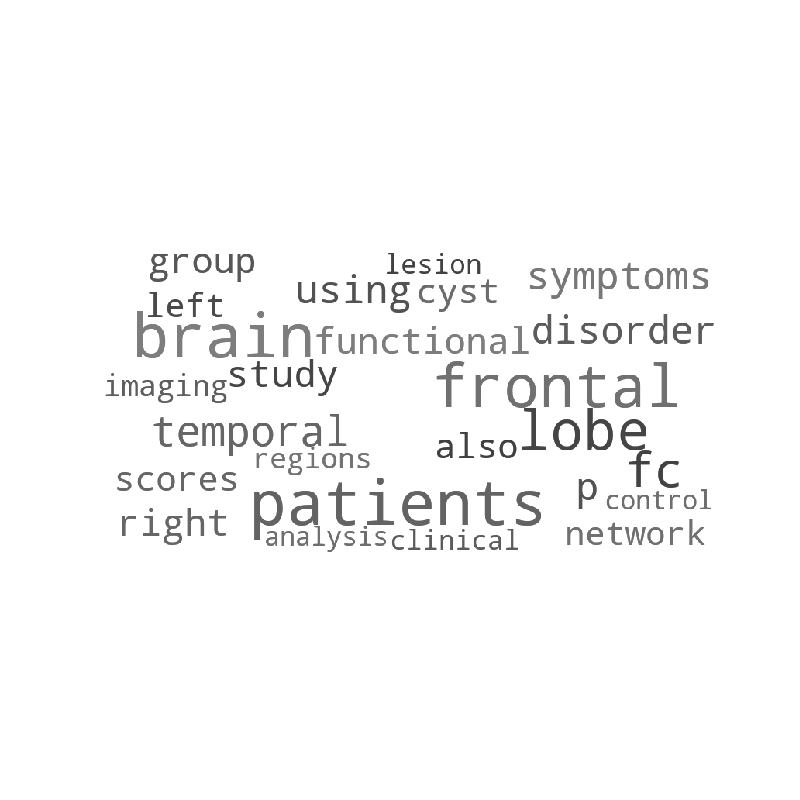 group lesion symptoms
using cyst
left
brain functional disorder
imaging study frontal
temporal also lobe
regions fc
scores patients p control
right analysis clinical network